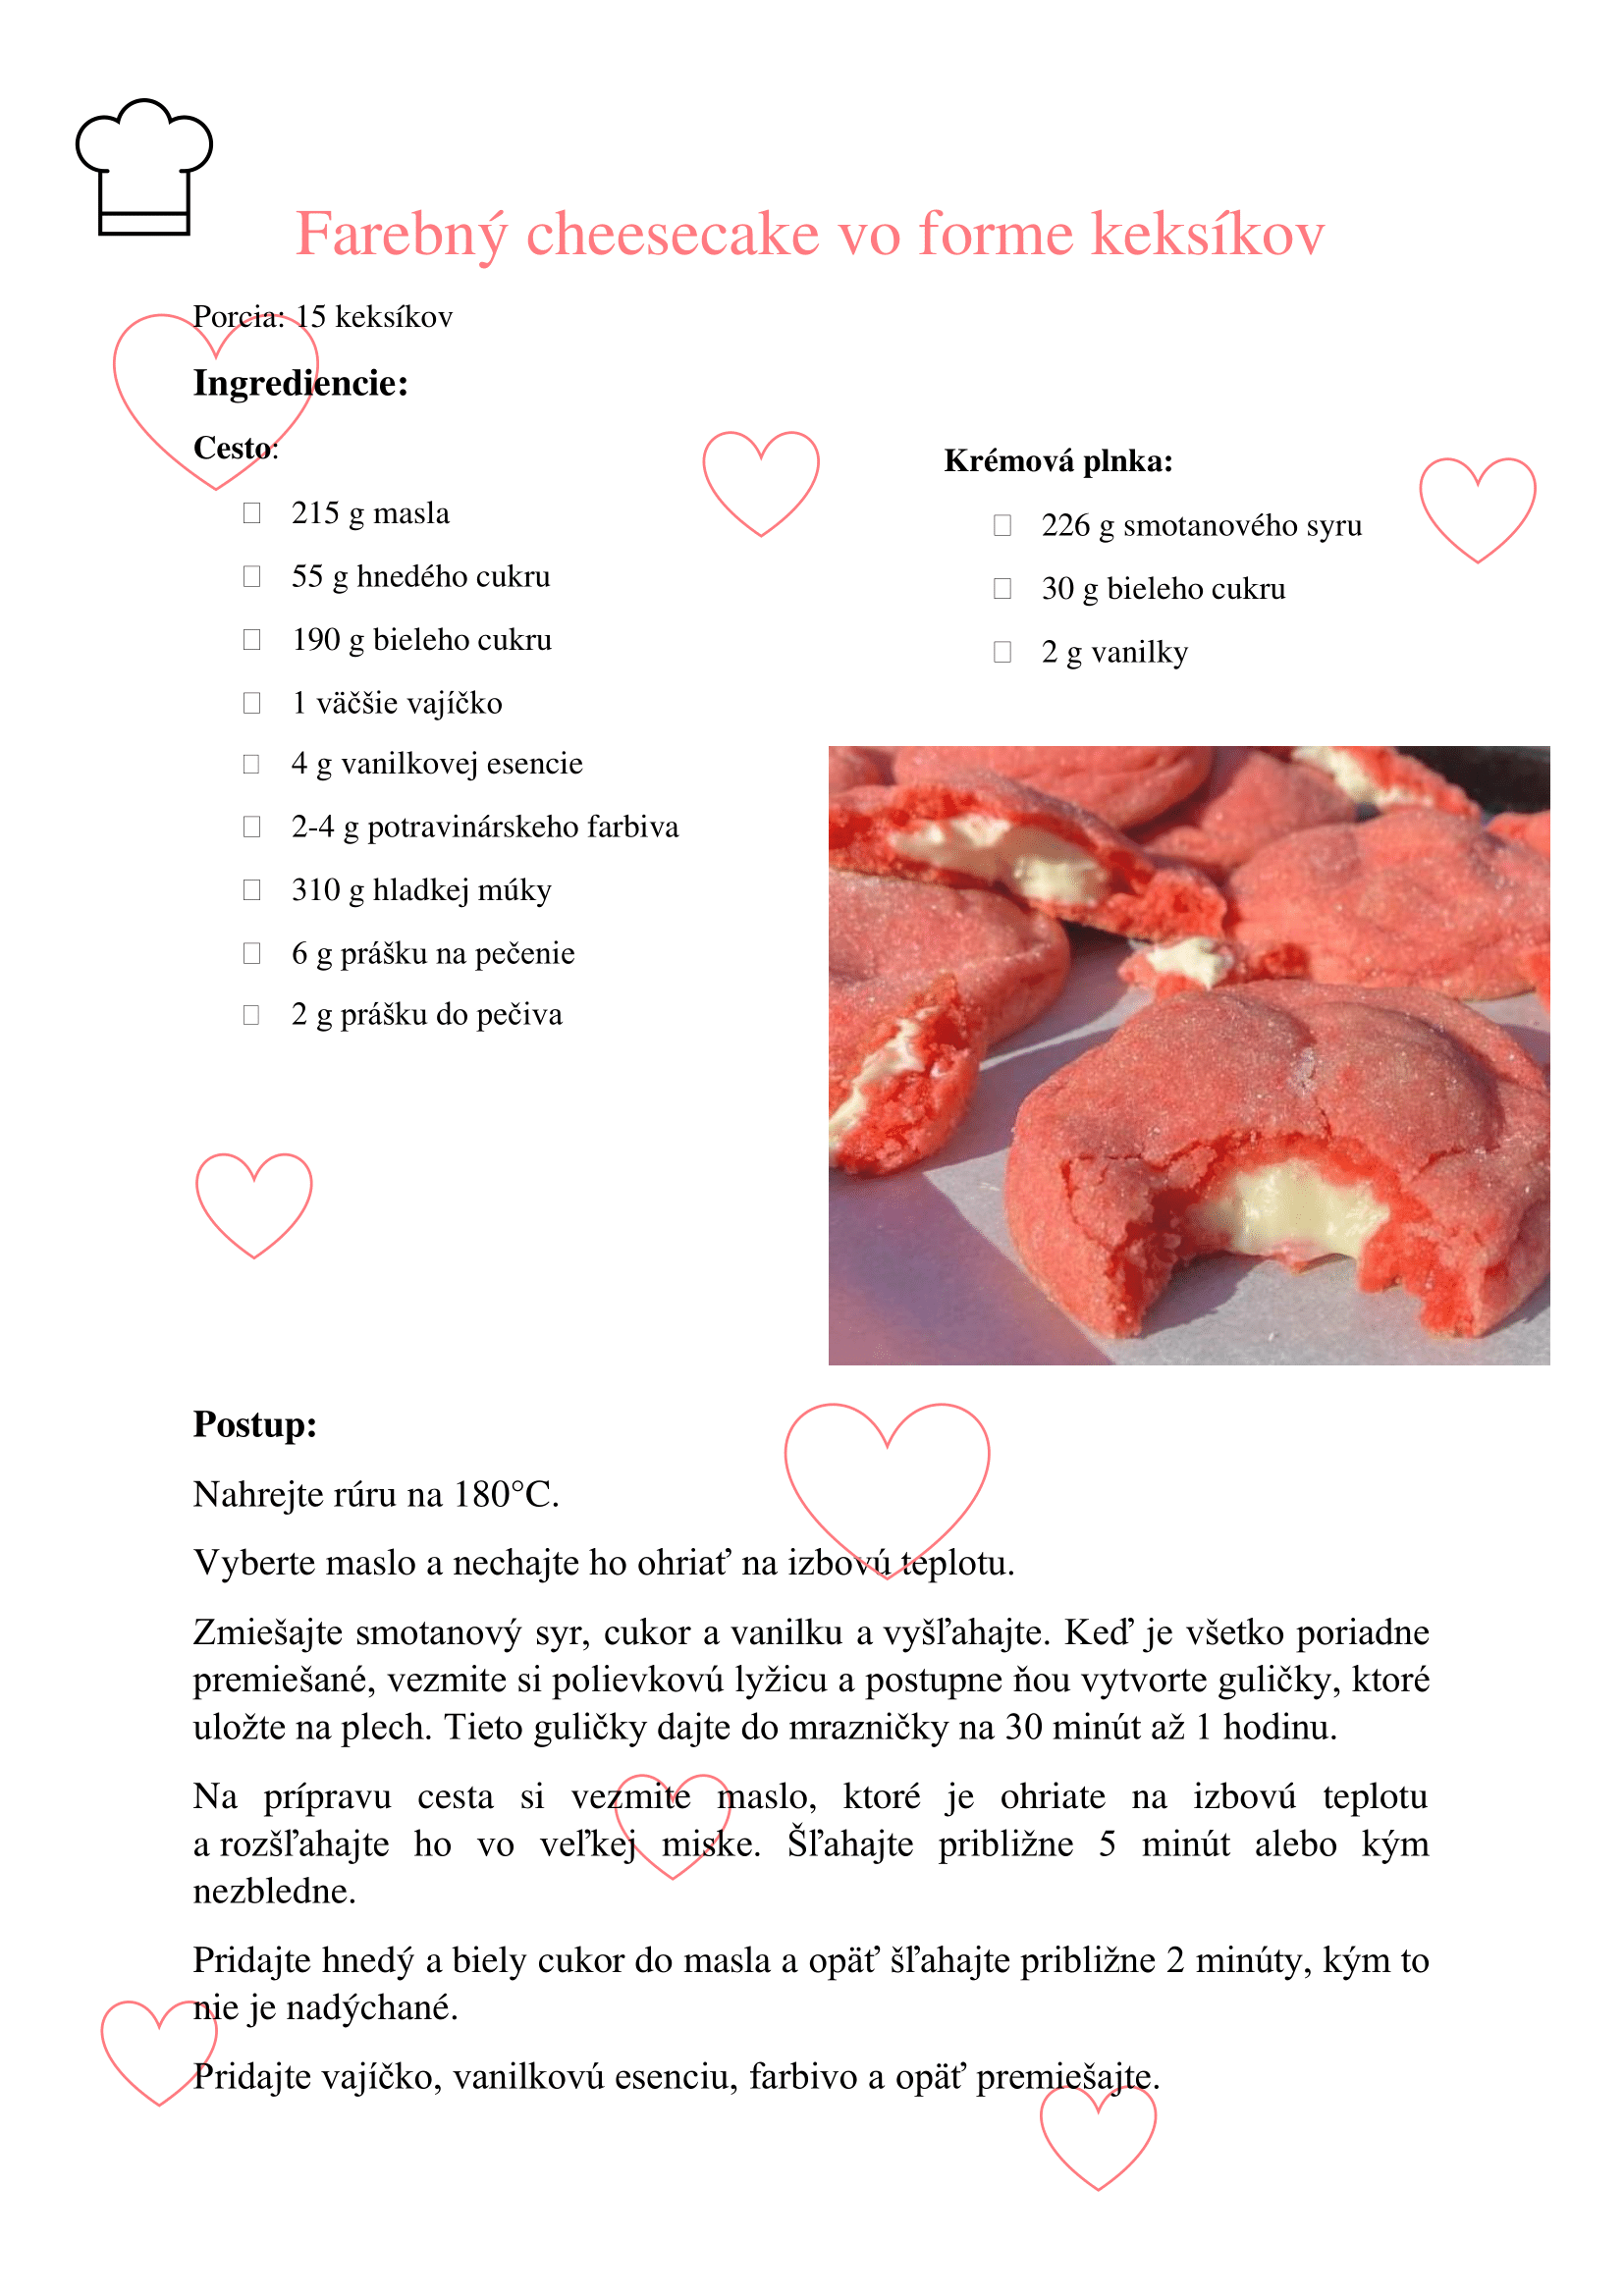 Farebný cheesecake vo forme keksíkov
Porcia: 15 keksíkov
Ingrediencie:
Cesto:
215 g masla
55 g hnedého cukru
190 g bieleho cukru
1 väčšie vajíčko
4 g vanilkovej esencie
2-4 g potravinárskeho farbiva
310 g hladkej múky
6 g prášku na pečenie
2 g prášku do pečiva
Krémová plnka:
226 g smotanového syru
30 g bieleho cukru
2 g vanilky
Postup:
Nahrejte rúru na 180°C.
Vyberte maslo a nechajte ho ohriať na izbovú teplotu.
Zmiešajte smotanový syr, cukor a vanilku a vyšľahajte. Keď je všetko poriadne
premiešané, vezmite si polievkovú lyžicu a postupne ňou vytvorte guličky, ktoré
uložte na plech. Tieto guličky dajte do mrazničky na 30 minút až 1 hodinu.
Na prípravu cesta si vezmite maslo, ktoré je ohriate na izbovú teplotu
a rozšľahajte ho vo veľkej miske. Šľahajte približne 5 minút alebo kým
nezbledne.
Pridajte hnedý a biely cukor do masla a opäť šľahajte približne 2 minúty, kým to
nie je nadýchané.
Pridajte vajíčko, vanilkovú esenciu, farbivo a opäť premiešajte.